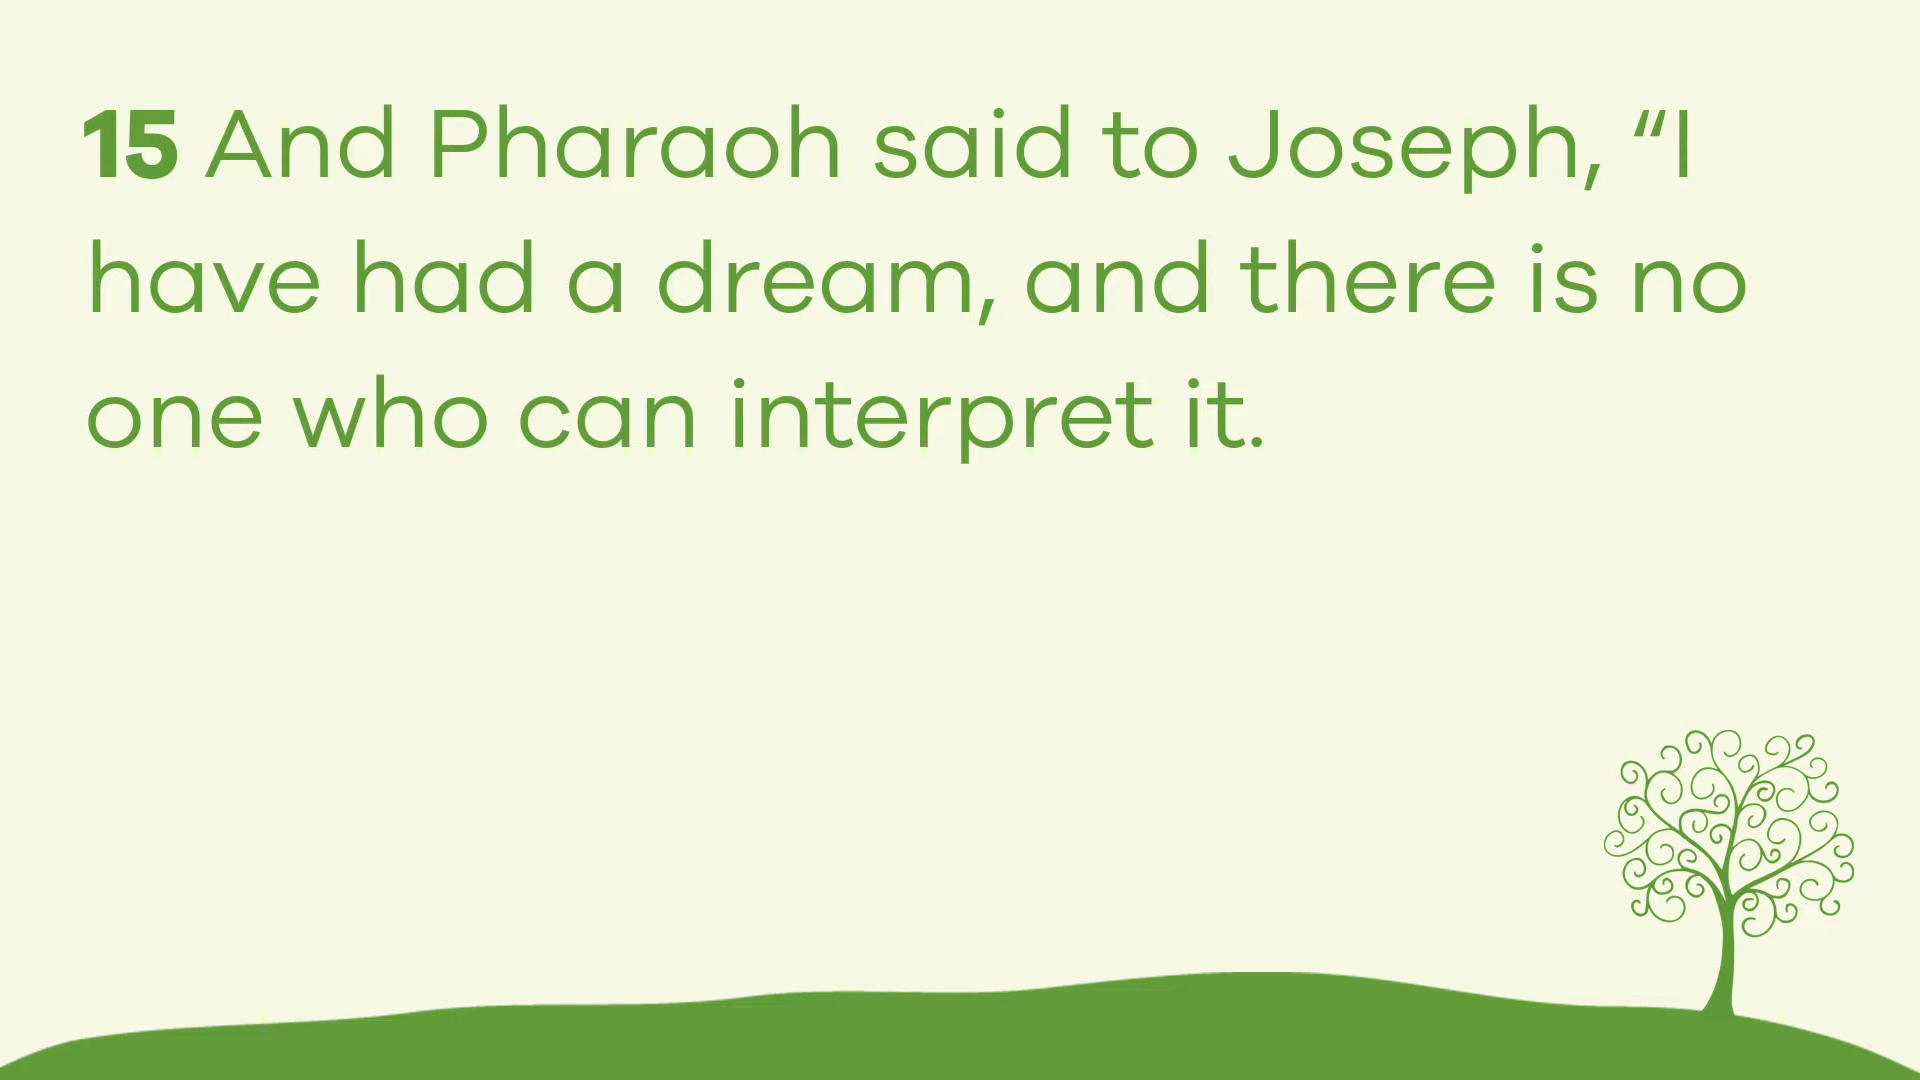 15 And Pharaoh said to Joseph, “I
have had a dream, and there is no
one who can interpret it.